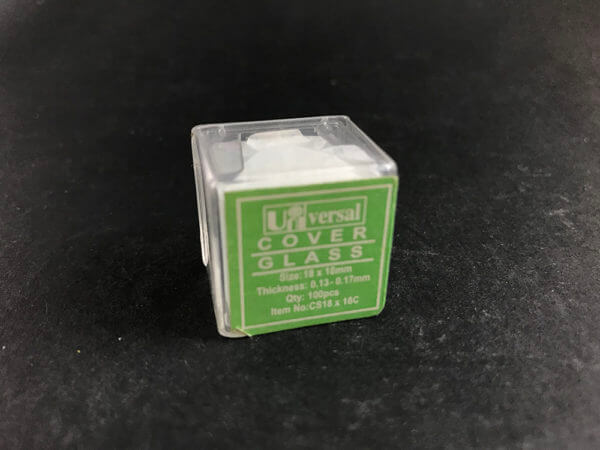 Universal
COVER
GLASS
Size: 18 x 18mm
Thickness: 0.13 - 0.17mm
Qty: 100pcs
Item No:CS18 x 18C